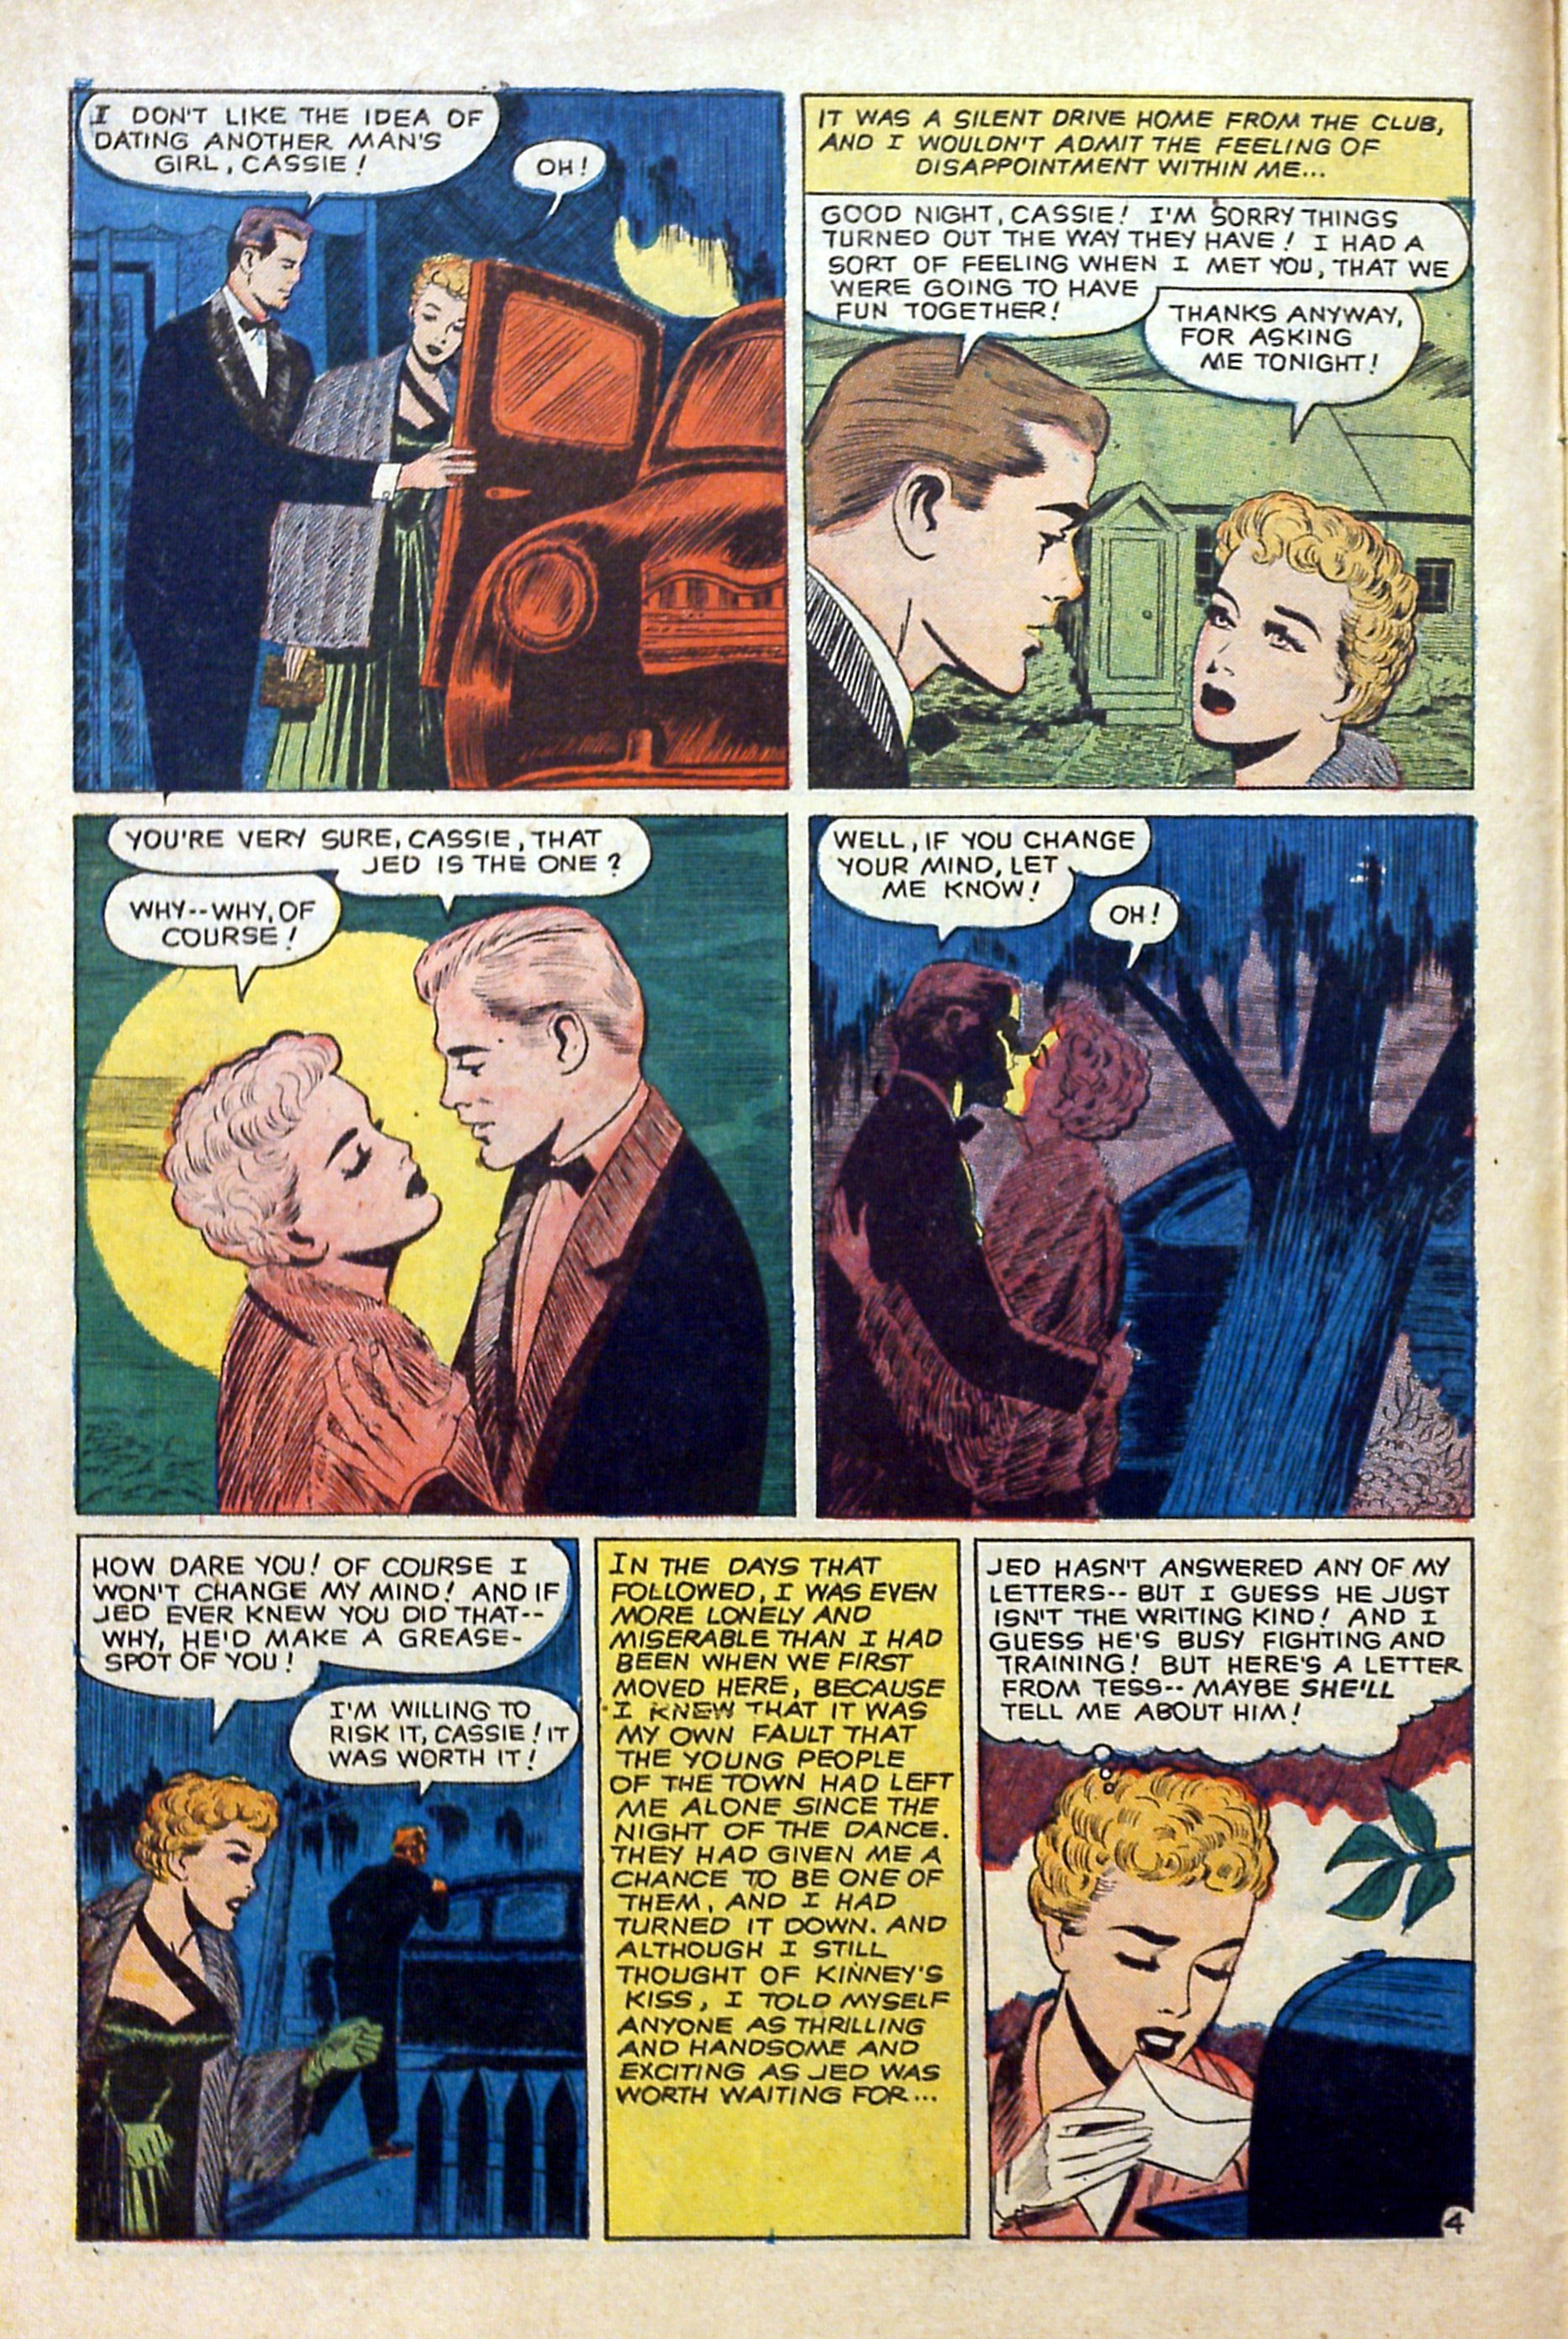 I DON'T LIKE THE IDEA OF
DATING ANOTHER MAN'S
GIRL, CASSIE!
OH!
IT WAS A SILENT DRIVE HOME FROM THE CLUB,
AND I WOULDN'T ADMIT THE FEELING OF
DISAPPOINTMENT WITHIN ME...
GOOD NIGHT, CASSIE! I'M SORRY THINGS
TURNED OUT THE WAY THEY HAVE! I HAD A
SORT OF FEELING WHEN I MET YOU, THAT WE
WERE GOING TO HAVE
FUN TOGETHER!
THANKS ANYWAY,
FOR ASKING
ME TONIGHT!
YOU'RE VERY SURE, CASSIE, THAT
JED IS THE ONE?
WHY--WHY, OF
COURSE!
WELL, IF YOU CHANGE
YOUR MIND, LET
ME KNOW!
OH!
HOW DARE YOU! OF COURSE I
WON'T CHANGE MY MIND! AND IF
JED EVER KNEW YOU DID THAT--
WHY, HE'D MAKE A GREASE-
SPOT OF YOU!
I'M WILLING TO
RISK IT, CASSIE! IT
WAS WORTH IT!
IN THE DAYS THAT
FOLLOWED, I WAS EVEN
MORE LONELY AND
MISERABLE THAN I HAD
BEEN WHEN WE FIRST
MOVED HERE, BECAUSE
I KNEW THAT IT WAS
MY OWN FAULT THAT
THE YOUNG PEOPLE
OF THE TOWN HAD LEFT
ME ALONE SINCE THE
NIGHT OF THE DANCE.
THEY HAD GIVEN ME A
CHANCE TO BE ONE OF
THEM, AND I HAD
TURNED IT DOWN. AND
ALTHOUGH I STILL
THOUGHT OF KINNEY'S
KISS, I TOLD MYSELF
ANYONE AS THRILLING
AND HANDSOME AND
EXCITING AS JED WAS
WORTH WAITING FOR...
JED HASN'T ANSWERED ANY OF MY
LETTERS-- BUT I GUESS HE JUST
ISN'T THE WRITING KIND! AND I
GUESS HE'S BUSY FIGHTING AND
TRAINING! BUT HERE'S A LETTER
FROM TESS-- MAYBE SHE'LL
TELL ME ABOUT HIM!
4